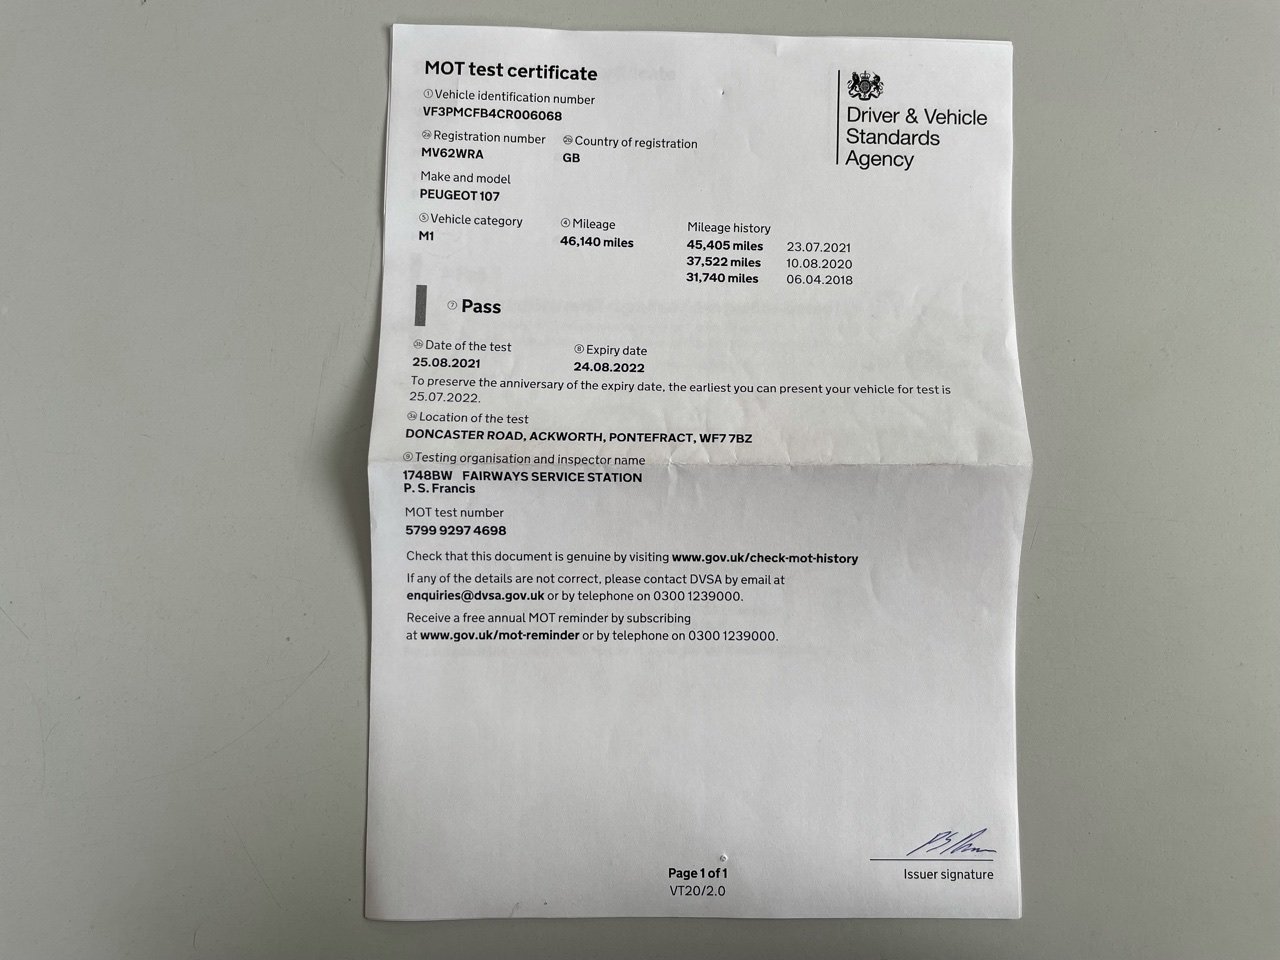 MOT test certificate
① Vehicle identification number
VF3PMCFB4CR006068
Driver & Vehicle
Standards
Agency
2a Registration number 2b Country of registration
MV62WRA GB
Make and model
PEUGEOT 107
⑤ Vehicle category ④ Mileage Mileage history
M1 46,140 miles 45,405 miles 23.07.2021
37,522 miles 10.08.2020
31,740 miles 06.04.2018
⑦ Pass
3b Date of the test ⑧ Expiry date
25.08.2021 24.08.2022
To preserve the anniversary of the expiry date, the earliest you can present your vehicle for test is
25.07.2022.
3a Location of the test
DONCASTER ROAD, ACKWORTH, PONTEFRACT, WF7 7BZ
⑨ Testing organisation and inspector name
1748BW FAIRWAYS SERVICE STATION
P. S. Francis
MOT test number
5799 9297 4698
Check that this document is genuine by visiting www.gov.uk/check-mot-history
If any of the details are not correct, please contact DVSA by email at
enquiries@dvsa.gov.uk or by telephone on 0300 1239000.
Receive a free annual MOT reminder by subscribing
at www.gov.uk/mot-reminder or by telephone on 0300 1239000.
Issuer signature
Page 1 of 1
VT20/2.0